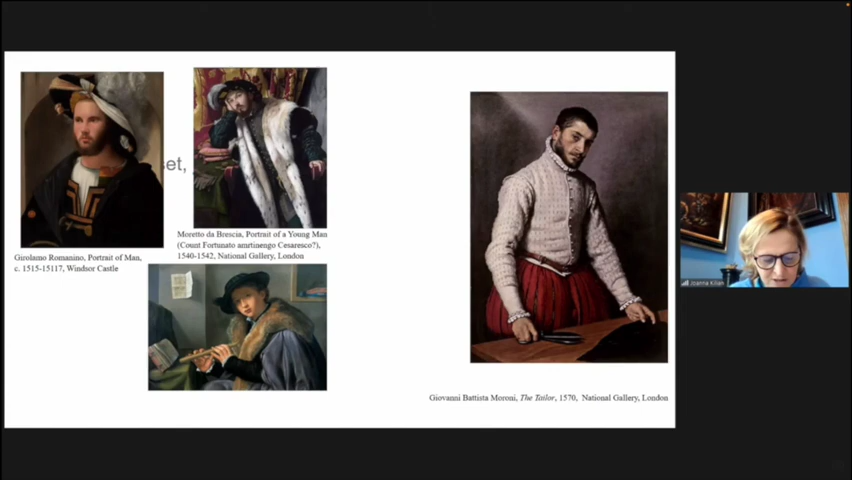 set,
Girolamo Romanino, Portrait of Man,
c. 1515-15117, Windsor Castle
Moretto da Brescia, Portrait of a Young Man
(Count Fortunato amrtinengo Cesaresco?),
1540-1542, National Gallery, London
Giovanni Battista Moroni, The Tailor, 1570, National Gallery, London
Joanna Kilian